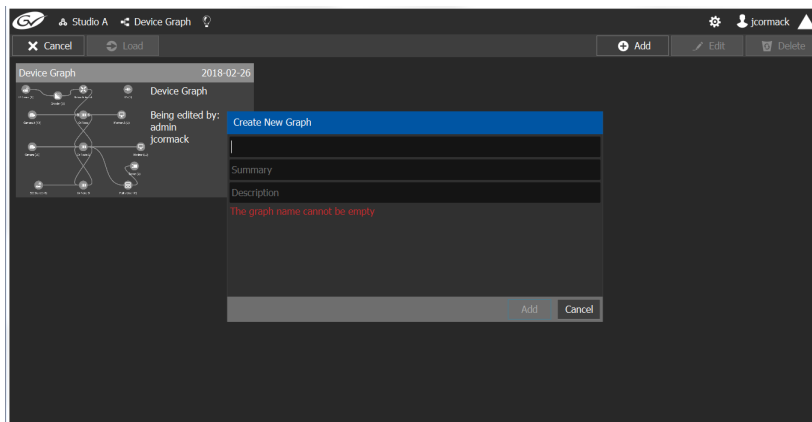 Studio A Device Graph
jcormack
Cancel
Load
Add
Edit
Delete
Device Graph 2018-02-26
Device Graph
Being edited by:
admin
jcormack
Create New Graph
Summary
Description
The graph name cannot be empty
Add
Cancel